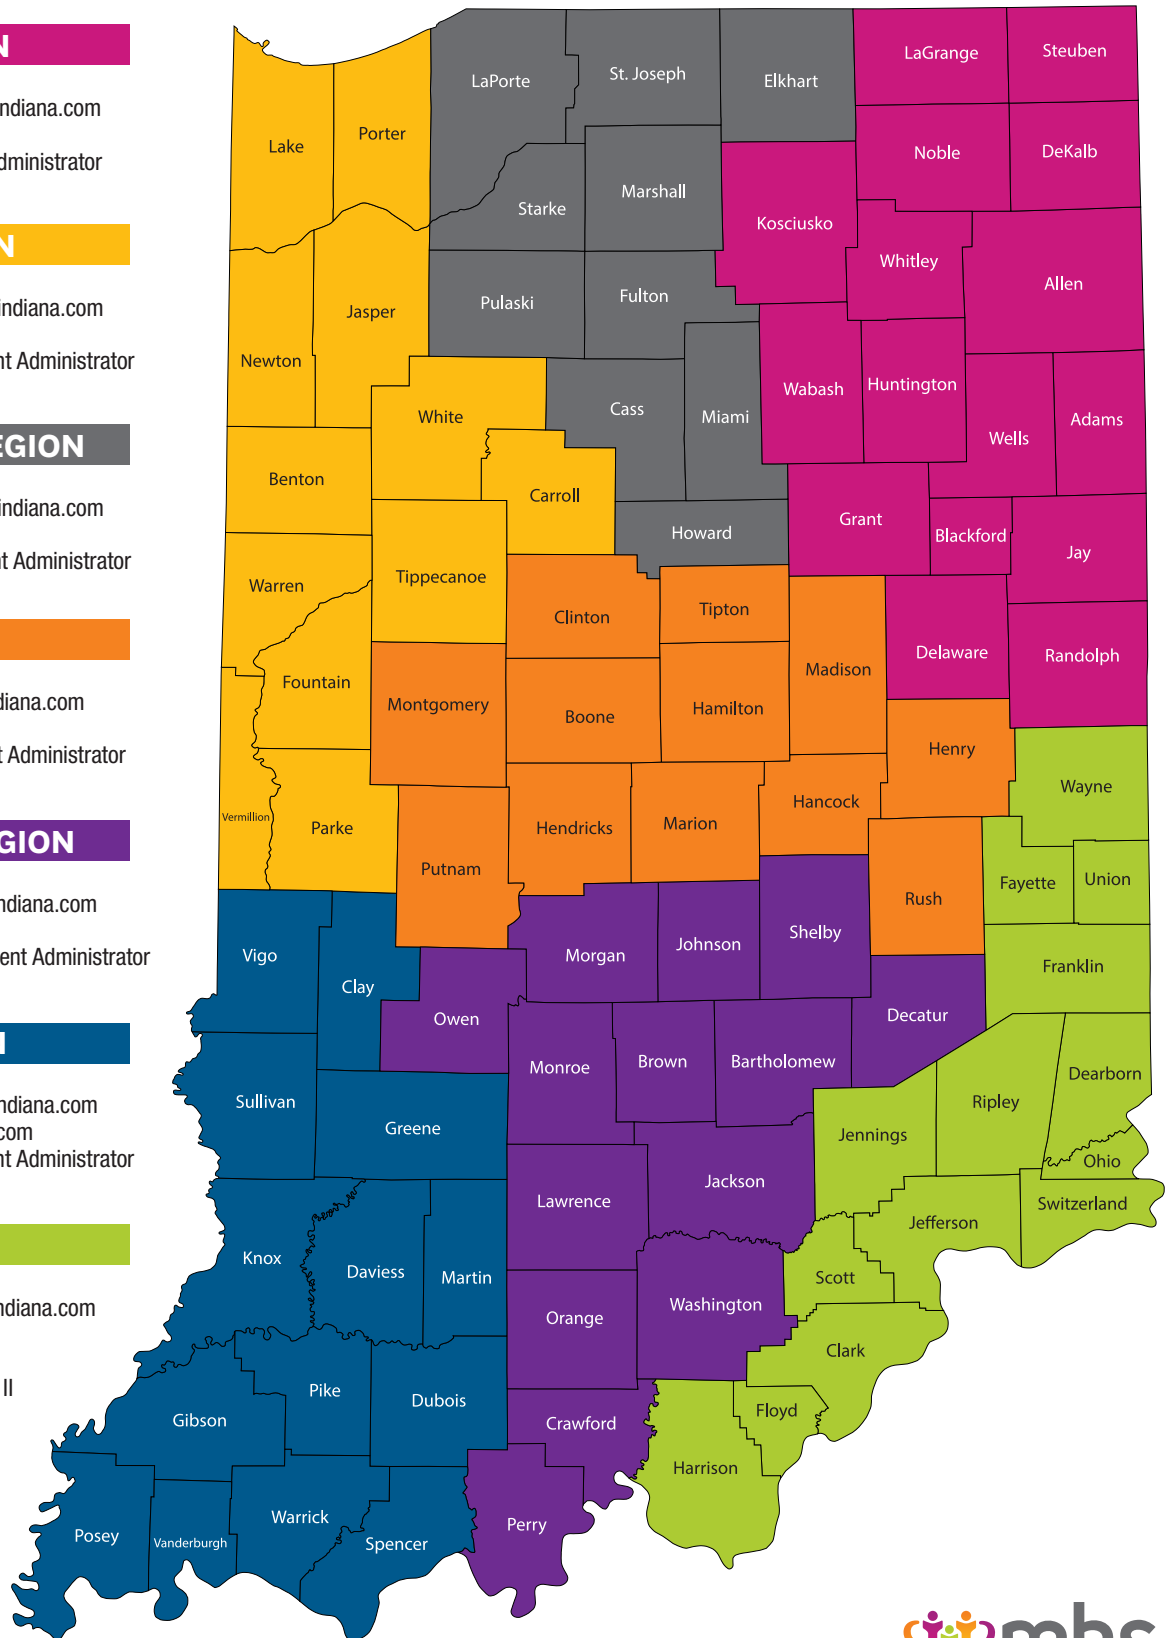 N
ndiana.com
dministrator
N
indiana.com
nt Administrator
EGION
indiana.com
nt Administrator
diana.com
t Administrator
GION
ndiana.com
ent Administrator
N
ndiana.com
com
nt Administrator
ndiana.com
II
LaPorte
St. Joseph
Elkhart
LaGrange
Steuben
Lake
Porter
Noble
DeKalb
Starke
Marshall
Kosciusko
Whitley
Allen
Jasper
Pulaski
Fulton
Newton
White
Cass
Miami
Wabash
Huntington
Wells
Adams
Benton
Carroll
Howard
Grant
Blackford
Jay
Warren
Tippecanoe
Clinton
Tipton
Madison
Delaware
Randolph
Fountain
Montgomery
Boone
Hamilton
Henry
Wayne
Vermillion
Parke
Putnam
Hendricks
Marion
Hancock
Rush
Fayette
Union
Vigo
Clay
Owen
Morgan
Johnson
Shelby
Decatur
Franklin
Sullivan
Greene
Monroe
Brown
Bartholomew
Jennings
Ripley
Dearborn
Ohio
Switzerland
Knox
Daviess
Martin
Lawrence
Jackson
Jefferson
Scott
Orange
Washington
Clark
Gibson
Pike
Dubois
Crawford
Floyd
Harrison
Posey
Vanderburgh
Warrick
Spencer
Perry
mhs